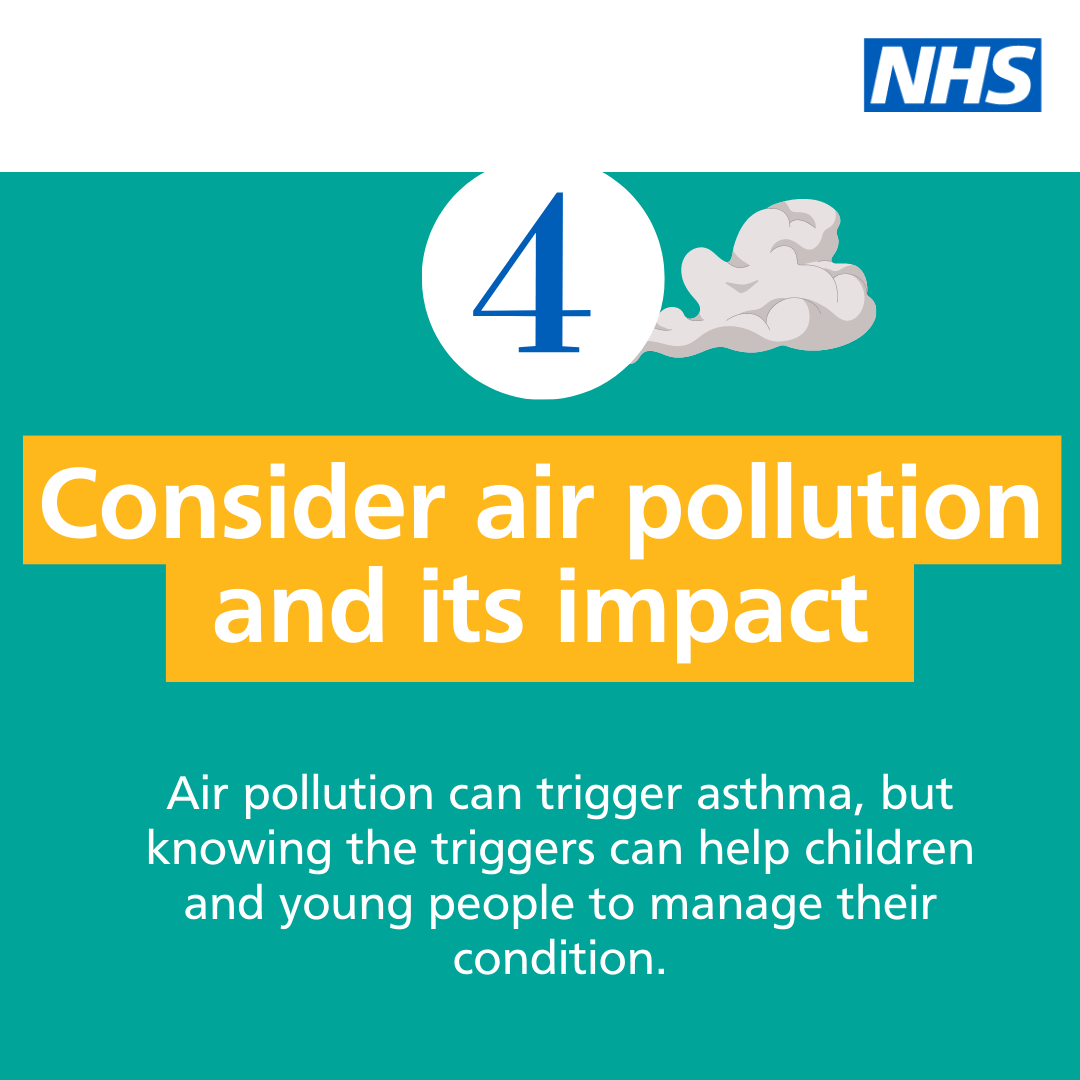 NHS
4
Consider air pollution
and its impact
Air pollution can trigger asthma, but
knowing the triggers can help children
and young people to manage their
condition.